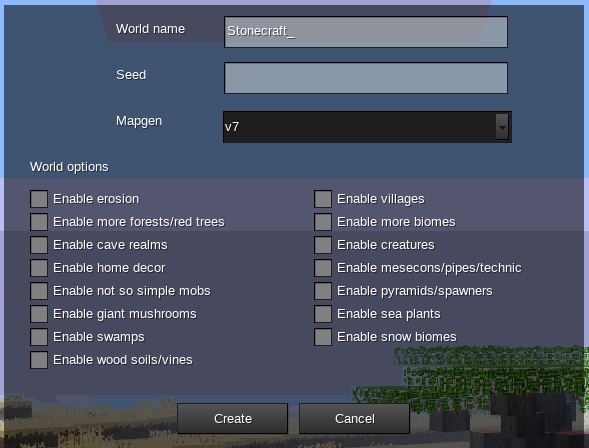 World name
Stonecraft_
Seed
Mapgen
v7
World options
Enable erosion
Enable villages
Enable more forests/red trees
Enable more biomes
Enable cave realms
Enable creatures
Enable home decor
Enable mesecons/pipes/technic
Enable not so simple mobs
Enable pyramids/spawners
Enable giant mushrooms
Enable sea plants
Enable swamps
Enable snow biomes
Enable wood soils/vines
Create
Cancel